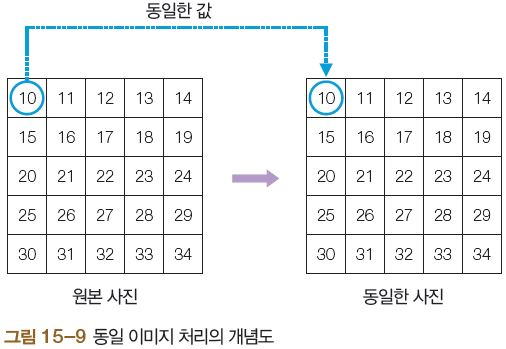 동일한 값
10 11 12 13 14 10 11 12 13 14
15 16 17 18 19 15 16 17 18 19
20 21 22 23 24 20 21 22 23 24
25 26 27 28 29 25 26 27 28 29
30 31 32 33 34 30 31 32 33 34
원본 사진 동일한 사진
그림 15-9 동일 이미지 처리의 개념도